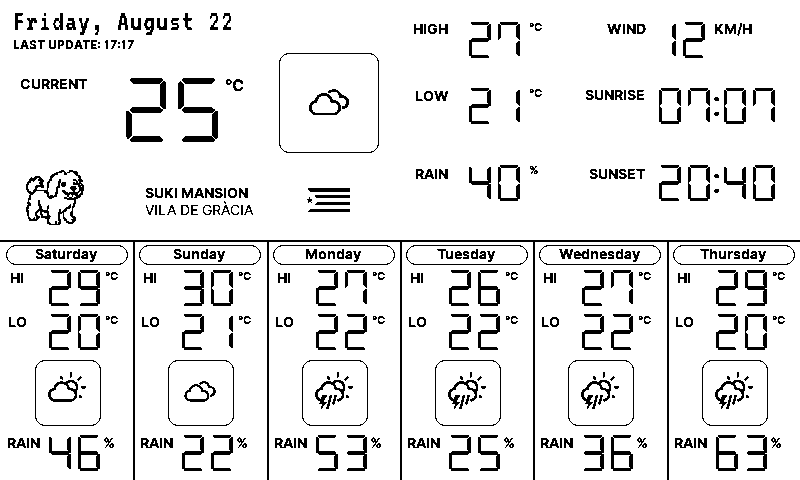 Friday, August 22
LAST UPDATE: 17:17
CURRENT 25 °C
SUKI MANSION
VILA DE GRÀCIA
HIGH 27 °C
WIND 12 KM/H
LOW 21 °C
SUNRISE 07:07
RAIN 40 %
SUNSET 20:40
Saturday
HI 29 °C
LO 20 °C
RAIN 46 %
Sunday
HI 30 °C
LO 21 °C
RAIN 22 %
Monday
HI 27 °C
LO 22 °C
RAIN 53 %
Tuesday
HI 26 °C
LO 22 °C
RAIN 25 %
Wednesday
HI 27 °C
LO 22 °C
RAIN 36 %
Thursday
HI 29 °C
LO 20 °C
RAIN 63 %